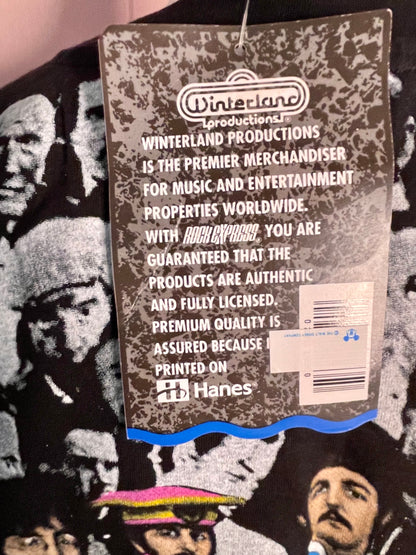 Winterland
productions®
WINTERLAND PRODUCTIONS
IS THE PREMIER MERCHANDISER
FOR MUSIC AND ENTERTAINMENT
PROPERTIES WORLDWIDE.
WITH ROCK EXPRESS® YOU ARE
GUARANTEED THAT THE
PRODUCTS ARE AUTHENTIC
AND FULLY LICENSED.
PREMIUM QUALITY IS
ASSURED BECAUSE
PRINTED ON
Hanes